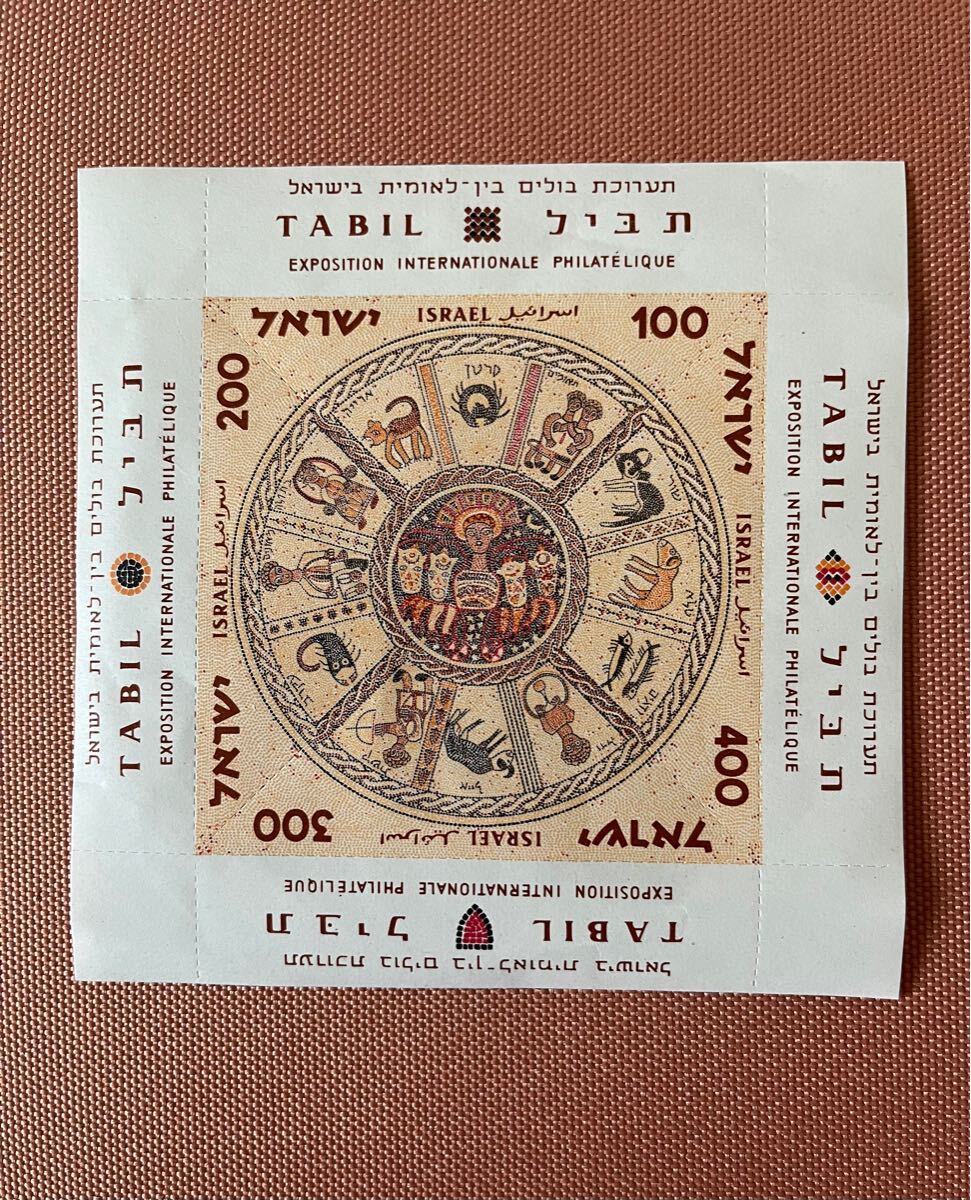 תערוכת בולים בין-לאומית בישראל
TABIL תביל
EXPOSITION INTERNATIONALE PHILATÉLIQUE
תערוכת בולים בין-לאומית בישראל
TABIL תביל
EXPOSITION INTERNATIONALE PHILATÉLIQUE
ישראל ISRAEL اسرائيل 100
200
ישראל
ISRAEL اسرائيل
סרטן
ISRAEL اسرائيل
ישראל
400
300 اسرائيل ISRAEL ישראל
תערוכת בולים בין-לאומית בישראל
TABIL תביל
EXPOSITION INTERNATIONALE PHILATÉLIQUE
EXPOSITION INTERNATIONALE PHILATÉLIQUE
TABIL תביל
תערוכת בולים בין-לאומית בישראל